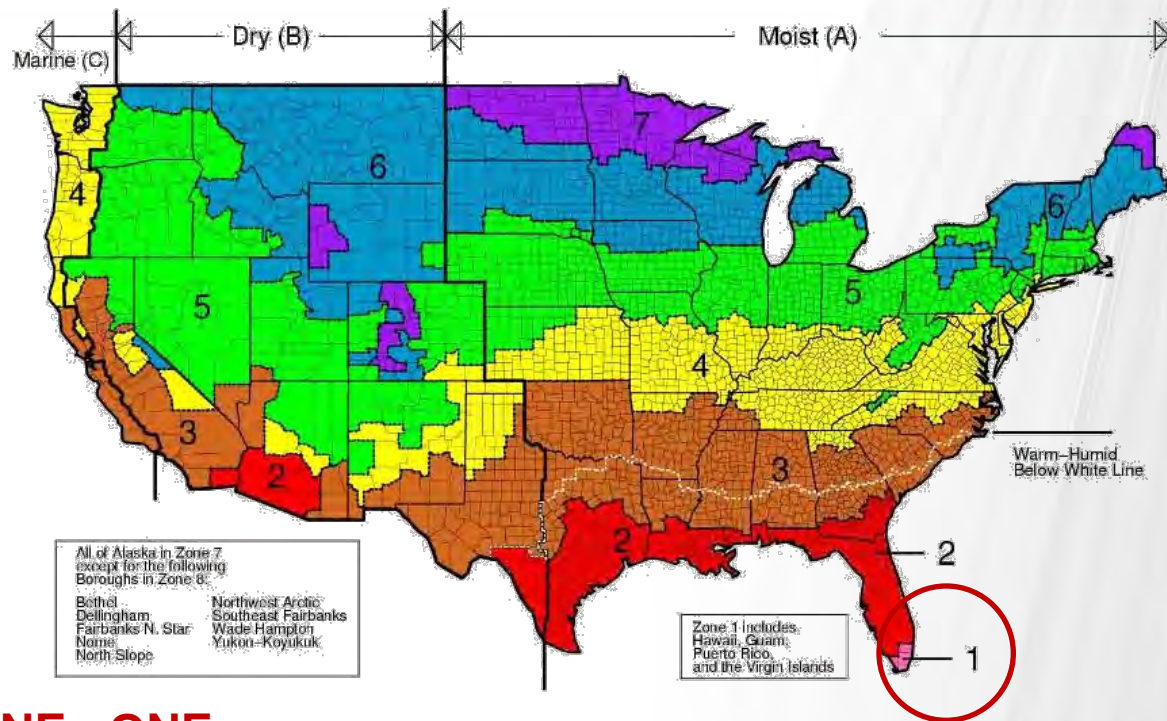 Marine (C)
Dry (B)
Moist (A)
7
6
4
6
5
5
4
3
3
2
2
2
1
Warm-Humid
Below White Line
All of Alaska in Zone 7
except for the following
Boroughs in Zone 8:
Bethel Northwest Arctic
Dellingham Southeast Fairbanks
Fairbanks N. Star Wade Hampton
Nome Yukon-Koyukuk
North Slope
Zone 1 includes
Hawaii, Guam,
Puerto Rico,
and the Virgin Islands